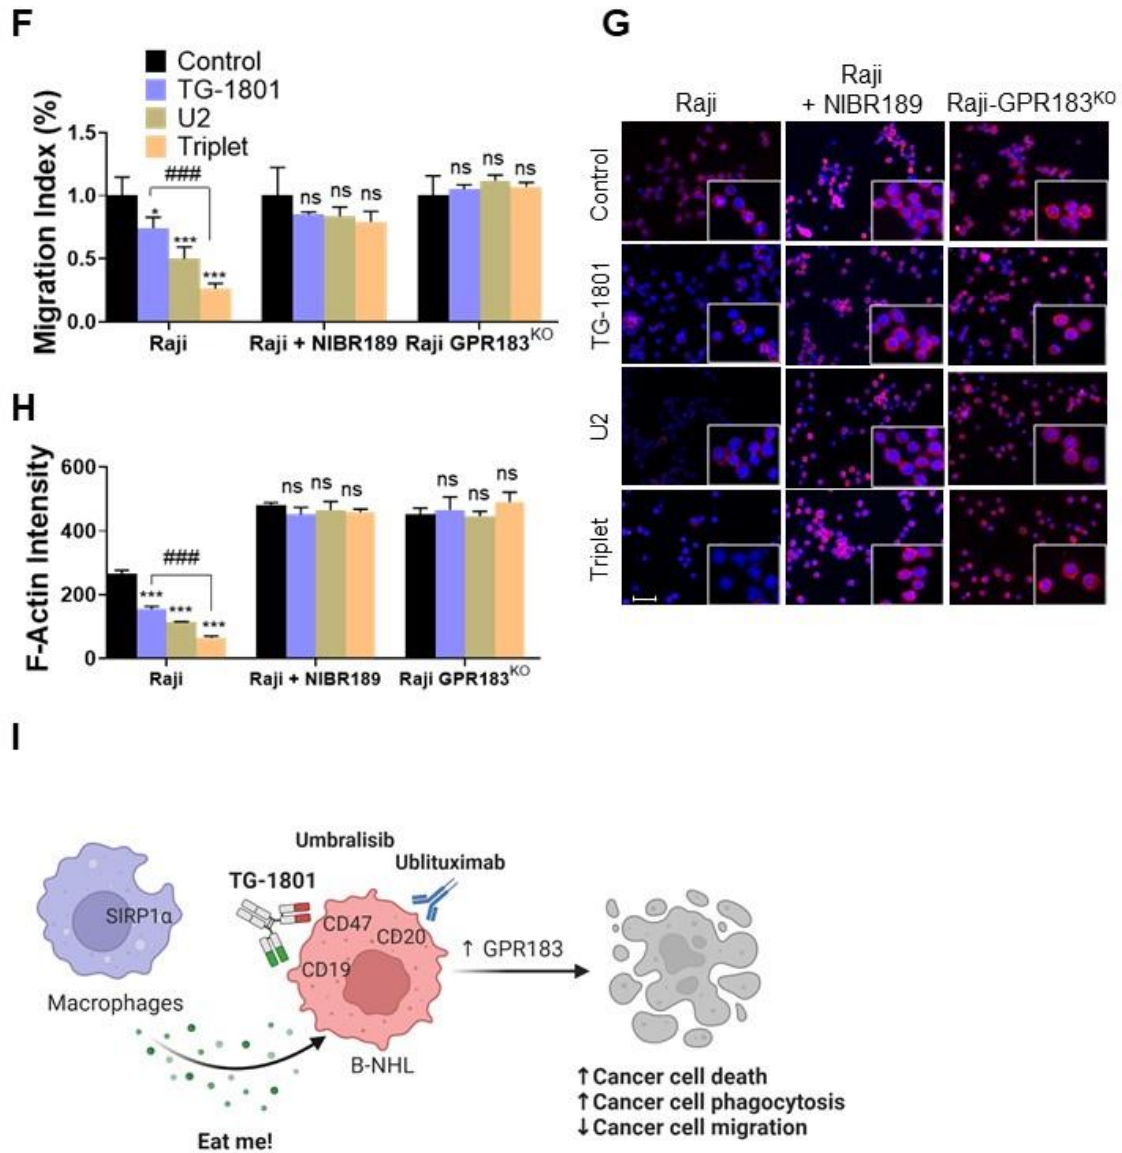 F
Control
TG-1801
U2
Triplet
Migration Index (%)
1.5
1.0
0.5
0.0
###
*
***
***
ns
ns
ns
ns
ns
ns
Raji
Raji + NIBR189
Raji GPR183KO
G
Raji
Raji
+ NIBR189
Raji-GPR183KO
Control
TG-1801
U2
Triplet
H
F-Actin Intensity
600
400
200
0
###
***
***
***
ns
ns
ns
ns
ns
ns
Raji
Raji + NIBR189
Raji GPR183KO
I
Umbralisib
Ublituximab
TG-1801
SIRP1α
CD47
CD20
CD19
↑ GPR183
Macrophages
B-NHL
Eat me!
↑Cancer cell death
↑Cancer cell phagocytosis
↓Cancer cell migration